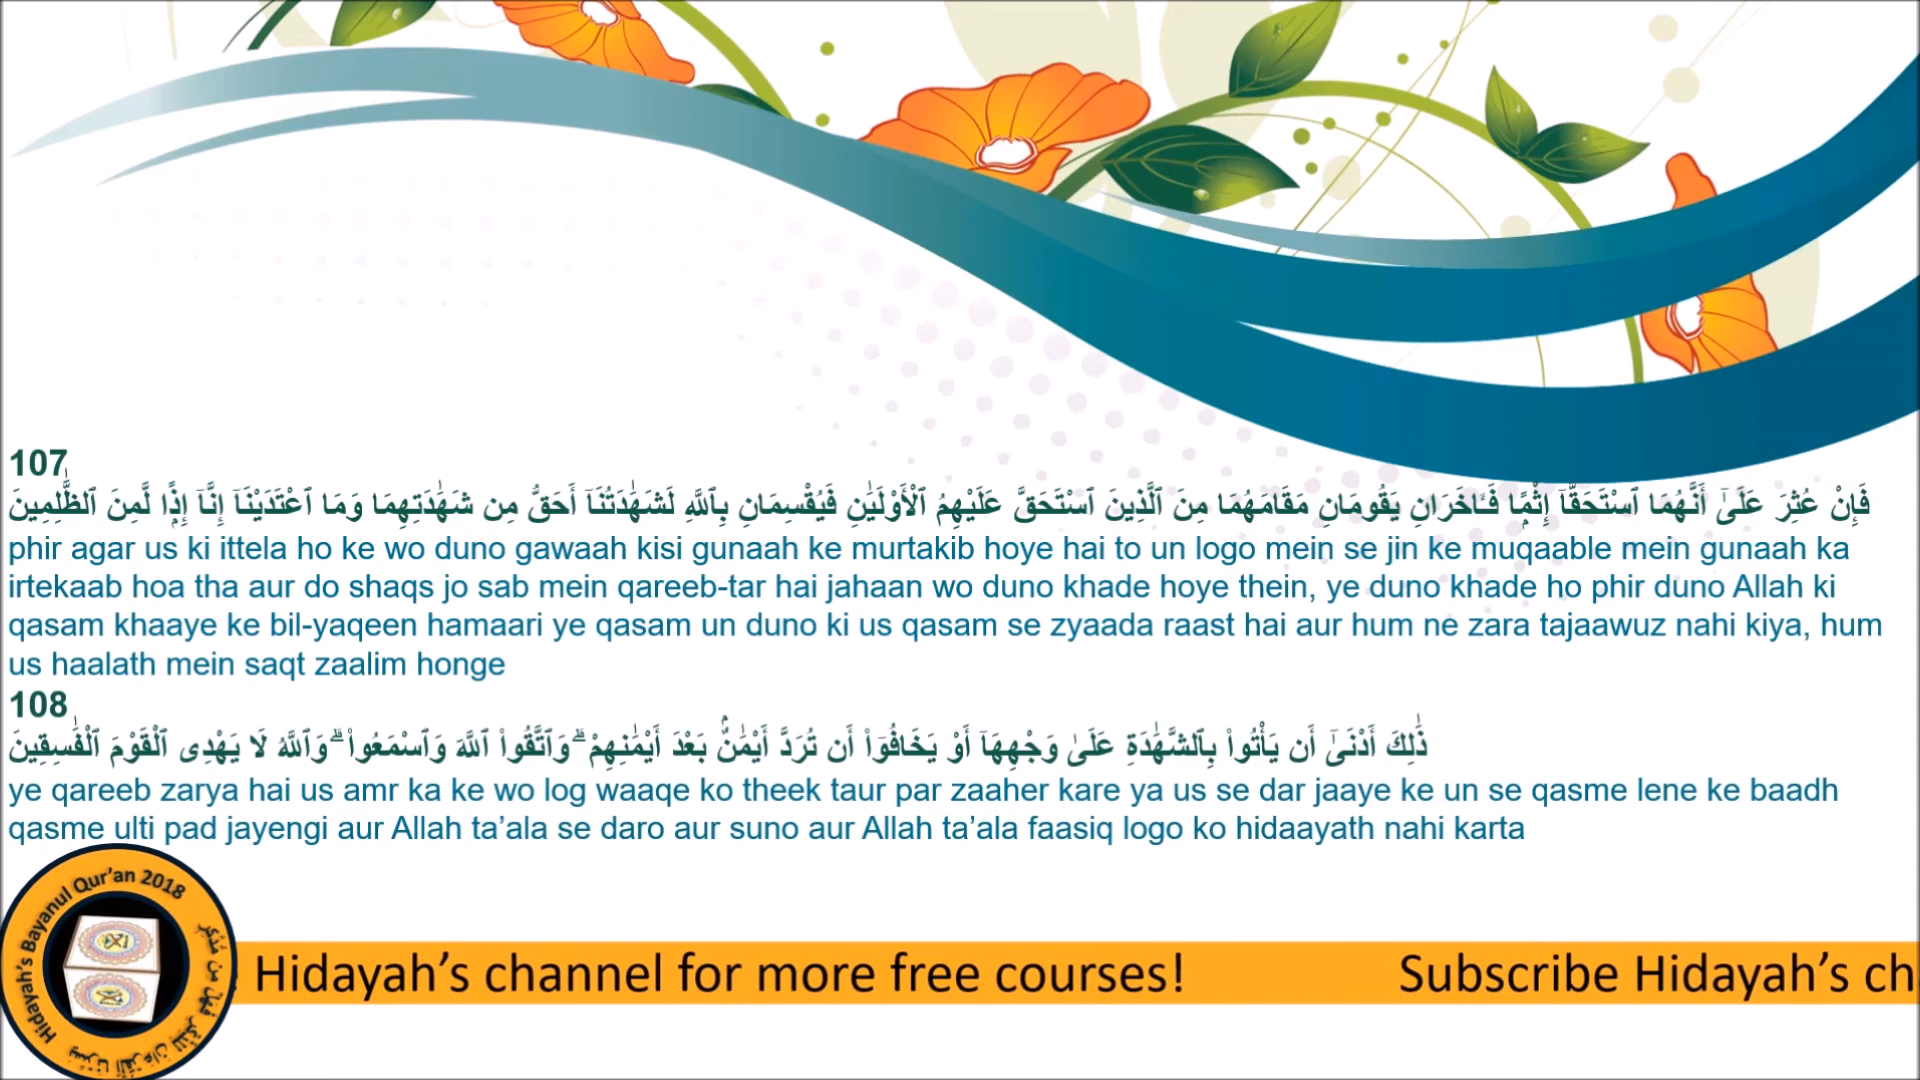 107
فَإِنْ عُثِرَ عَلَىٰٓ أَنَّهُمَا ٱسْتَحَقَّآ إِثْمًا فَـَٔاخَرَانِ يَقُومَانِ مَقَامَهُمَا مِنَ ٱلَّذِينَ ٱسْتَحَقَّ عَلَيْهِمُ ٱلْأَوْلَيَٰنِ فَيُقْسِمَانِ بِٱللَّهِ لَشَهَٰدَتُنَآ أَحَقُّ مِن شَهَٰدَتِهِمَا وَمَا ٱعْتَدَيْنَآ إِنَّآ إِذًا لَّمِنَ ٱلظَّٰلِمِينَ
phir agar us ki ittela ho ke wo duno gawaah kisi gunaah ke murtakib hoye hai to un logo mein se jin ke muqaable mein gunaah ka
irtekaab hoa tha aur do shaqs jo sab mein qareeb-tar hai jahaan wo duno khade hoye thein, ye duno khade ho phir duno Allah ki
qasam khaaye ke bil-yaqeen hamaari ye qasam un duno ki us qasam se zyaada raast hai aur hum ne zara tajaawuz nahi kiya, hum
us haalath mein saqt zaalim honge
108
ذَٰلِكَ أَدْنَىٰٓ أَن يَأْتُوا۟ بِٱلشَّهَٰدَةِ عَلَىٰ وَجْهِهَآ أَوْ يَخَافُوٓا۟ أَن تُرَدَّ أَيْمَٰنٌۢ بَعْدَ أَيْمَٰنِهِمْ ۗ وَٱتَّقُوا۟ ٱللَّهَ وَٱسْمَعُوا۟ ۗ وَٱللَّهُ لَا يَهْدِى ٱلْقَوْمَ ٱلْفَٰسِقِينَ
ye qareeb zarya hai us amr ka ke wo log waaqe ko theek taur par zaaher kare ya us se dar jaaye ke un se qasme lene ke baadh
qasme ulti pad jayengi aur Allah ta’ala se daro aur suno aur Allah ta’ala faasiq logo ko hidaayath nahi karta
Hidayah’s Bayanul Qur’an 2018
Hidayah’s channel for more free courses! Subscribe Hidayah’s ch